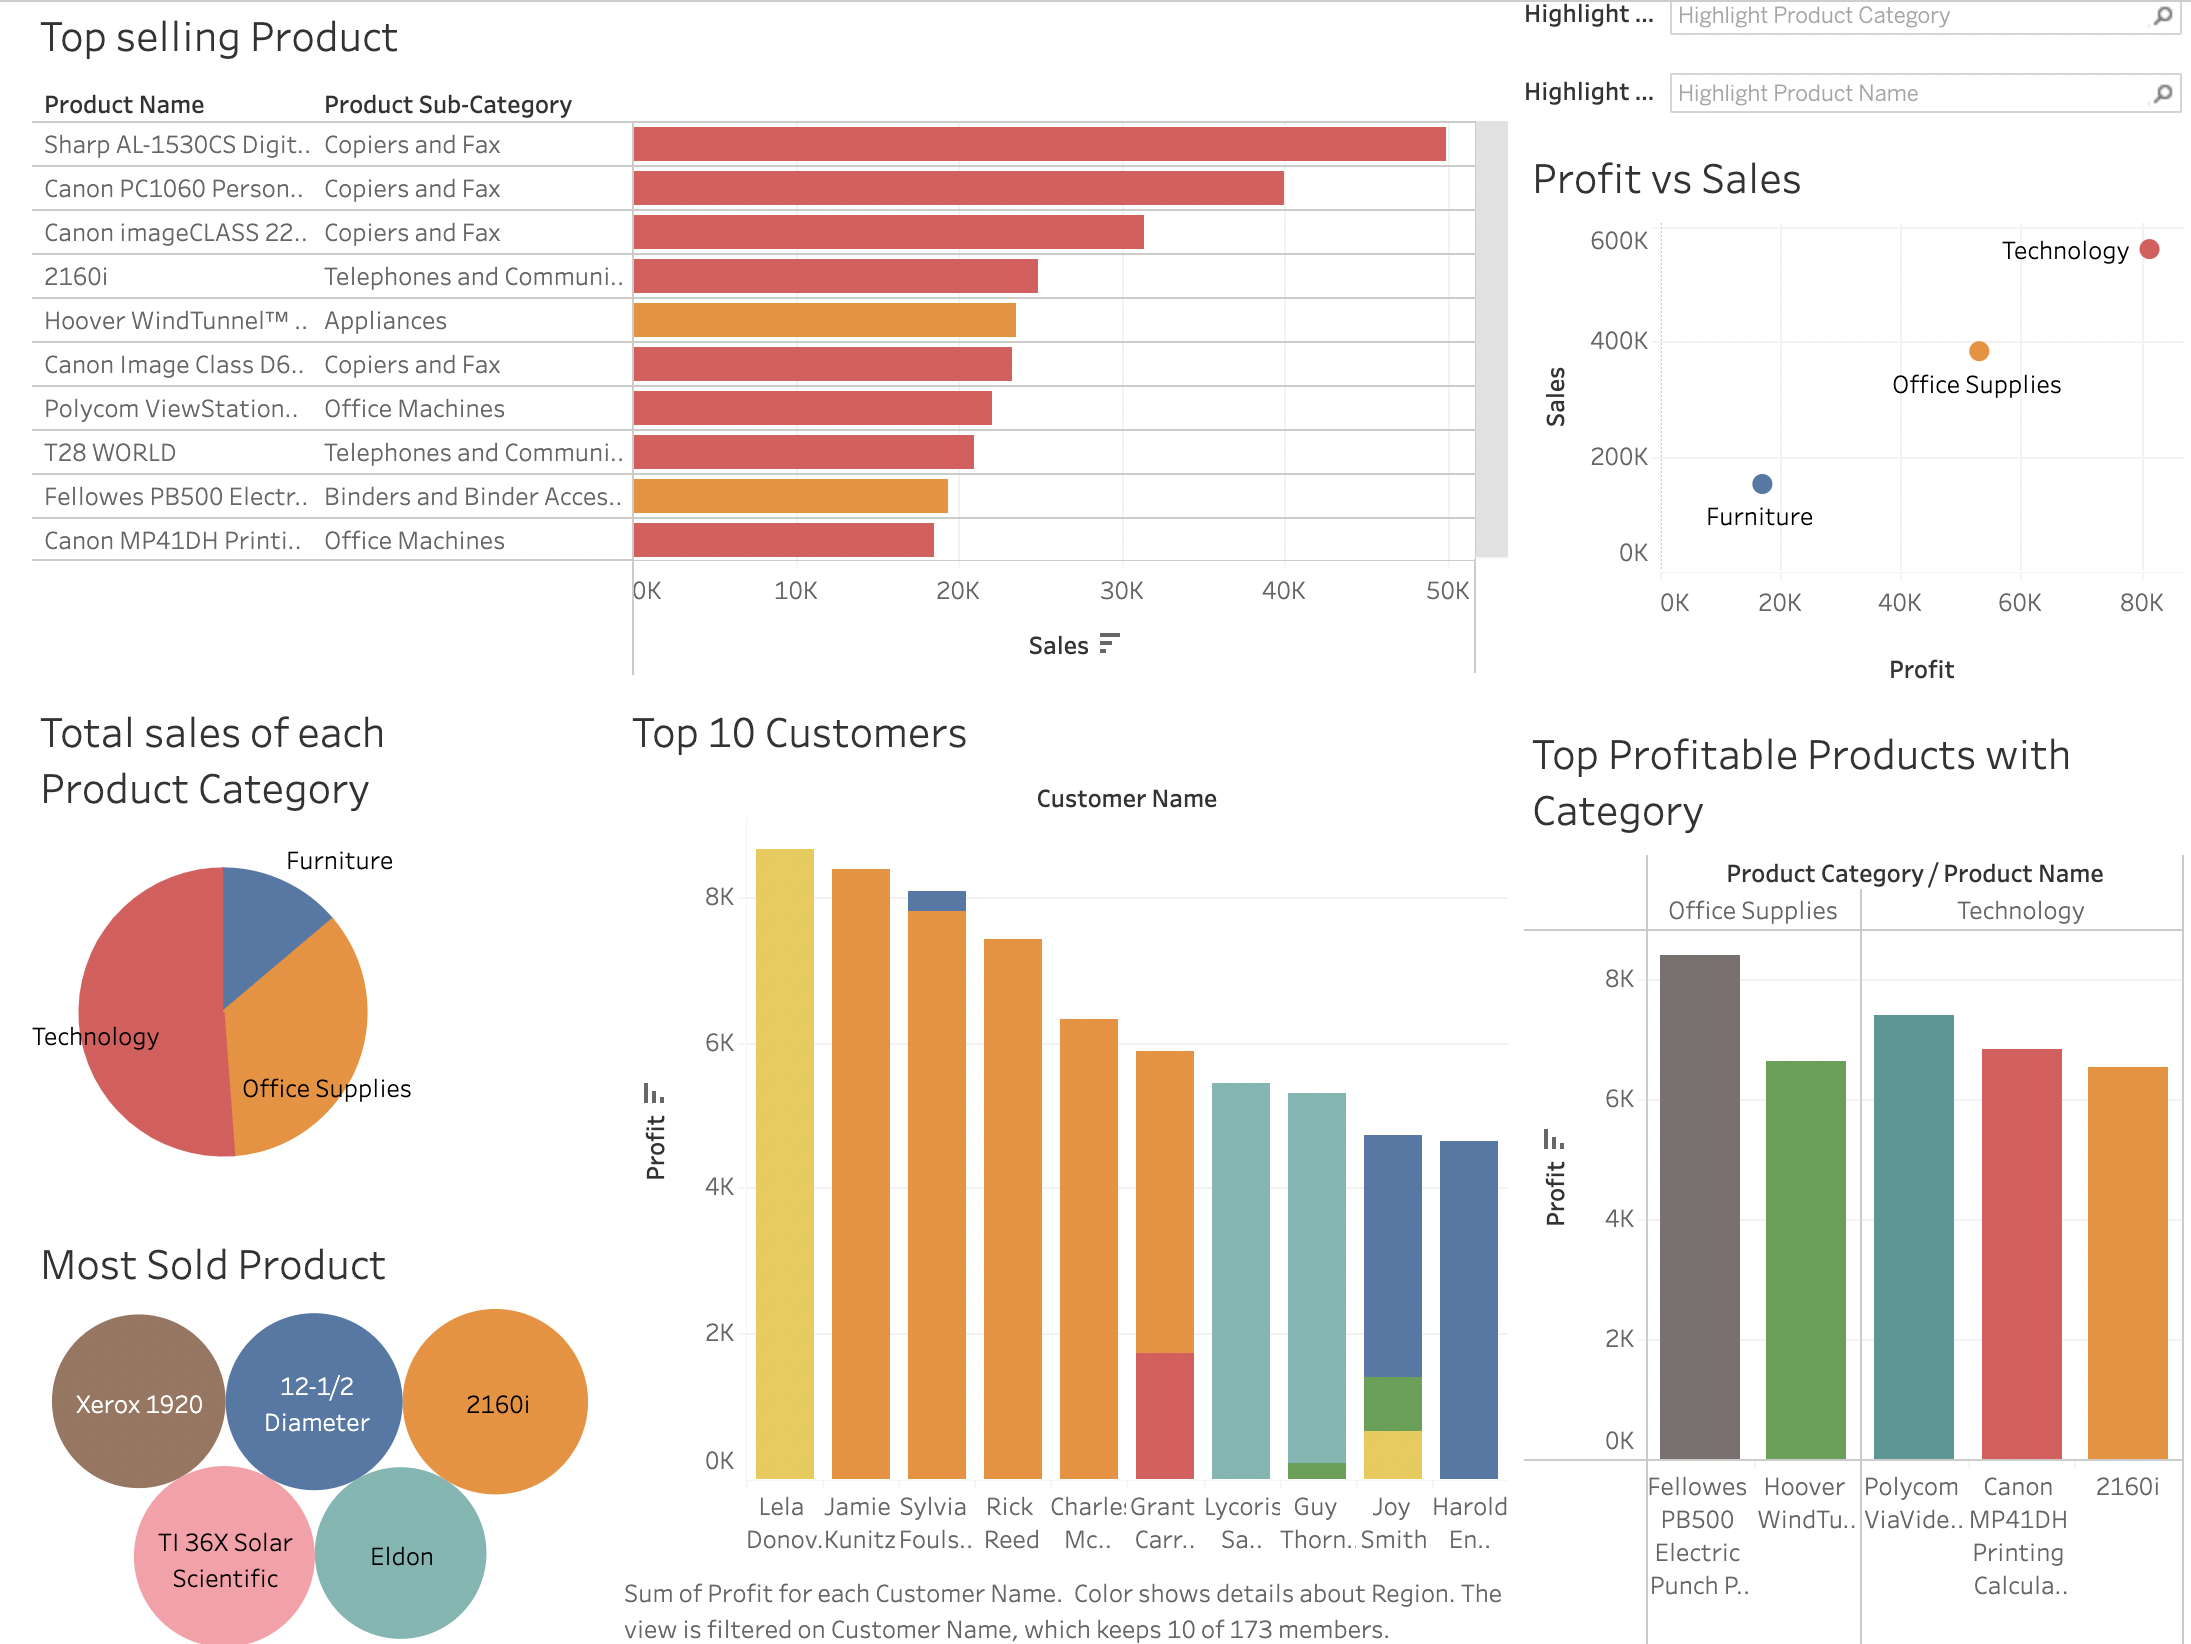 Top selling Product
Product Name Product Sub-Category
Sharp AL-1530CS Digit.. Copiers and Fax
Canon PC1060 Person.. Copiers and Fax
Canon imageCLASS 22.. Copiers and Fax
2160i Telephones and Communi..
Hoover WindTunnel™ .. Appliances
Canon Image Class D6.. Copiers and Fax
Polycom ViewStation.. Office Machines
T28 WORLD Telephones and Communi..
Fellowes PB500 Electr.. Binders and Binder Acces..
Canon MP41DH Printi.. Office Machines
0K 10K 20K 30K 40K 50K
Sales
Highlight ... Highlight Product Category
Highlight ... Highlight Product Name
Profit vs Sales
600K
400K
200K
0K
Sales
Technology
Office Supplies
Furniture
0K 20K 40K 60K 80K
Profit
Total sales of each
Product Category
Furniture
Technology
Office Supplies
Most Sold Product
Xerox 1920
12-1/2
Diameter
2160i
TI 36X Solar
Scientific
Eldon
Top 10 Customers
Customer Name
8K
6K
4K
2K
0K
Profit
Lela
Donov.
Jamie
Kunitz
Sylvia
Fouls..
Rick
Reed
Charles
Mc..
Grant
Carr..
Lycoris
Sa..
Guy
Thorn..
Joy
Smith
Harold
En..
Sum of Profit for each Customer Name.  Color shows details about Region. The
view is filtered on Customer Name, which keeps 10 of 173 members.
Top Profitable Products with
Category
Product Category / Product Name
Office Supplies Technology
8K
6K
4K
2K
0K
Profit
Fellowes
PB500
Electric
Punch P..
Hoover
WindTu..
Polycom
ViaVide..
Canon
MP41DH
Printing
Calcula..
2160i